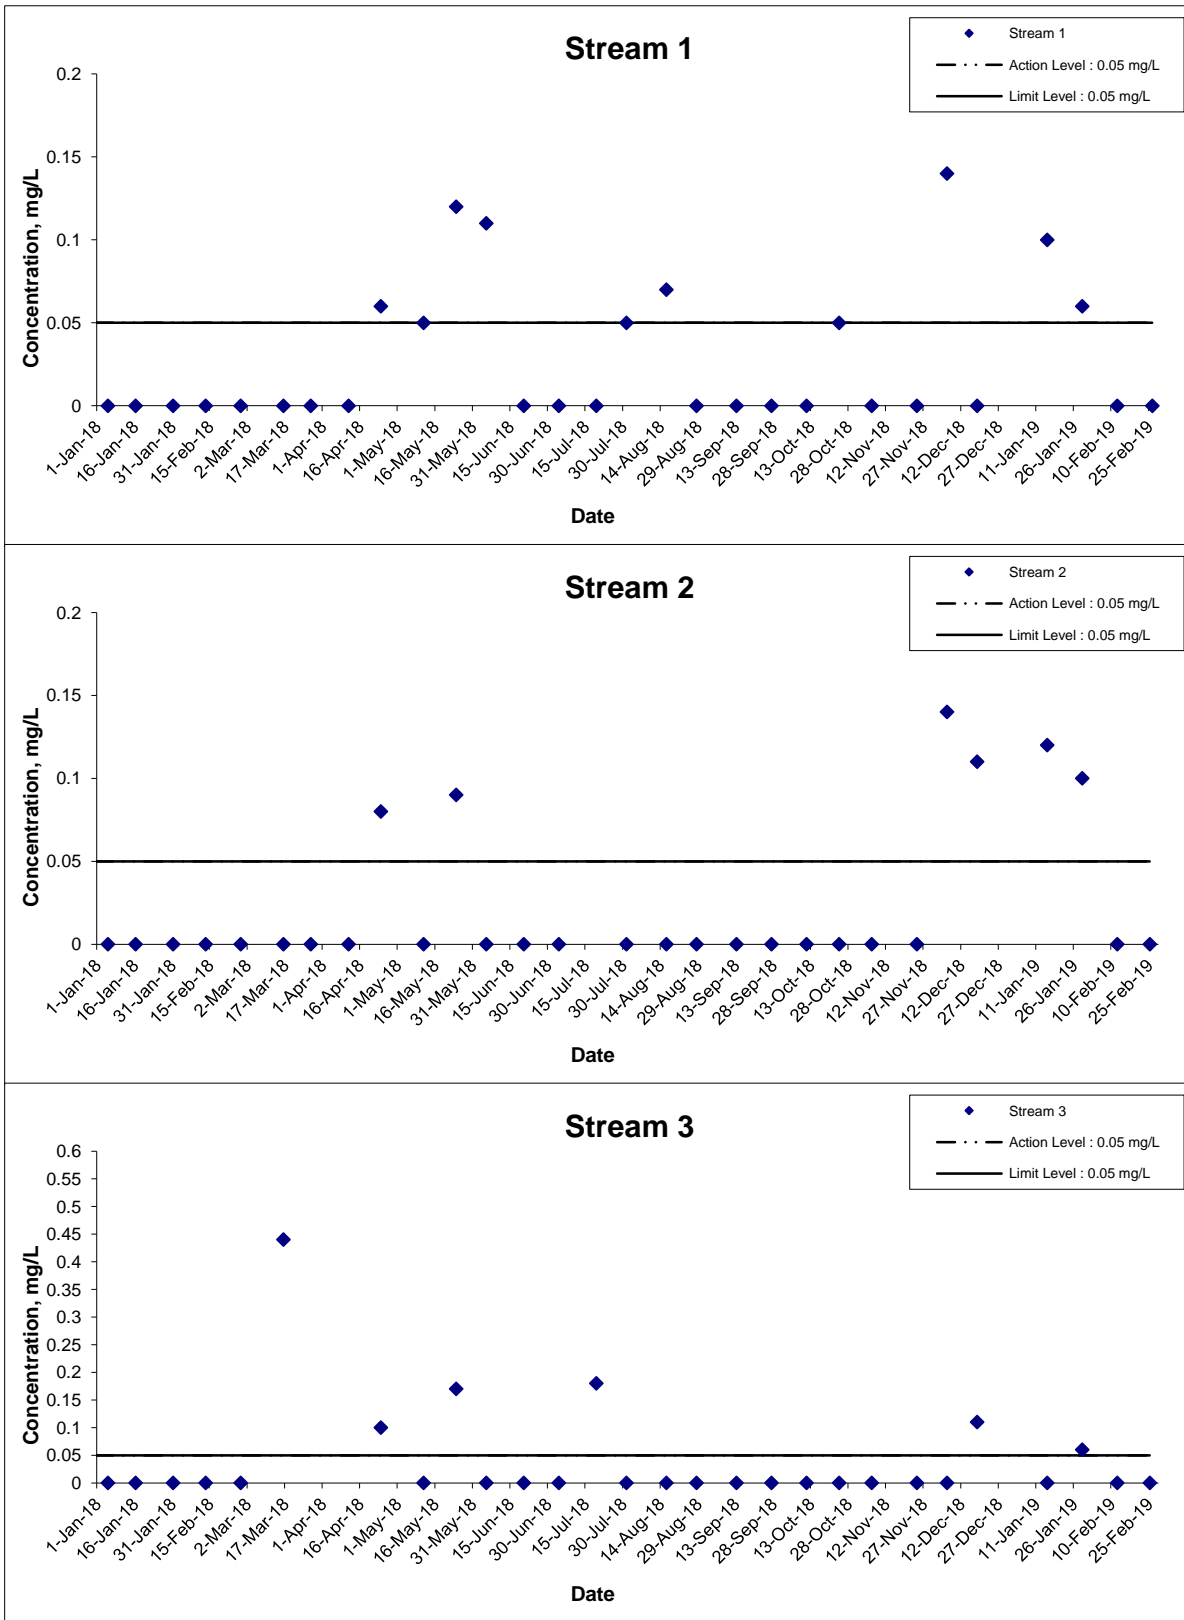 Stream 1
Stream 1
Action Level : 0.05 mg/L
Limit Level : 0.05 mg/L
Concentration, mg/L
0.2
0.15
0.1
0.05
0
1-Jan-18
16-Jan-18
31-Jan-18
15-Feb-18
2-Mar-18
17-Mar-18
1-Apr-18
16-Apr-18
1-May-18
16-May-18
31-May-18
15-Jun-18
30-Jun-18
15-Jul-18
30-Jul-18
14-Aug-18
29-Aug-18
13-Sep-18
28-Sep-18
13-Oct-18
28-Oct-18
12-Nov-18
27-Nov-18
12-Dec-18
27-Dec-18
11-Jan-19
26-Jan-19
10-Feb-19
25-Feb-19
Date
Stream 2
Stream 2
Action Level : 0.05 mg/L
Limit Level : 0.05 mg/L
Concentration, mg/L
0.2
0.15
0.1
0.05
0
1-Jan-18
16-Jan-18
31-Jan-18
15-Feb-18
2-Mar-18
17-Mar-18
1-Apr-18
16-Apr-18
1-May-18
16-May-18
31-May-18
15-Jun-18
30-Jun-18
15-Jul-18
30-Jul-18
14-Aug-18
29-Aug-18
13-Sep-18
28-Sep-18
13-Oct-18
28-Oct-18
12-Nov-18
27-Nov-18
12-Dec-18
27-Dec-18
11-Jan-19
26-Jan-19
10-Feb-19
25-Feb-19
Date
Stream 3
Stream 3
Action Level : 0.05 mg/L
Limit Level : 0.05 mg/L
Concentration, mg/L
0.6
0.55
0.5
0.45
0.4
0.35
0.3
0.25
0.2
0.15
0.1
0.05
0
1-Jan-18
16-Jan-18
31-Jan-18
15-Feb-18
2-Mar-18
17-Mar-18
1-Apr-18
16-Apr-18
1-May-18
16-May-18
31-May-18
15-Jun-18
30-Jun-18
15-Jul-18
30-Jul-18
14-Aug-18
29-Aug-18
13-Sep-18
28-Sep-18
13-Oct-18
28-Oct-18
12-Nov-18
27-Nov-18
12-Dec-18
27-Dec-18
11-Jan-19
26-Jan-19
10-Feb-19
25-Feb-19
Date